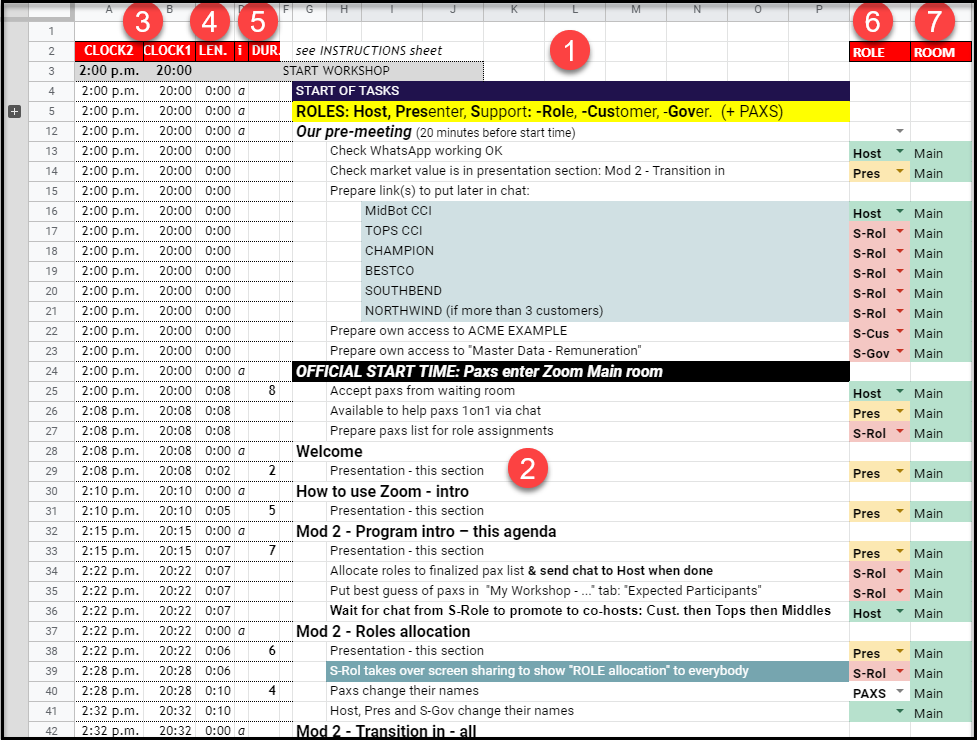 3 4 5 1 6 7
A B F G H I J K L M N O P
1
2 CLOCK2 CLOCK1 LEN. i DUR. see INSTRUCTIONS sheet ROLE ROOM
3 2:00 p.m. 20:00 START WORKSHOP
4 2:00 p.m. 20:00 0:00 a START OF TASKS
5 2:00 p.m. 20:00 0:00 a ROLES: Host, Presenter, Support: -Role, -Customer, -Gover. (+ PAXS)
12 2:00 p.m. 20:00 0:00 a Our pre-meeting (20 minutes before start time)
13 2:00 p.m. 20:00 0:00 Check WhatsApp working OK Host Main
14 2:00 p.m. 20:00 0:00 Check market value is in presentation section: Mod 2 - Transition in Pres Main
15 2:00 p.m. 20:00 0:00 Prepare link(s) to put later in chat:
16 2:00 p.m. 20:00 0:00 MidBot CCI Host Main
17 2:00 p.m. 20:00 0:00 TOPS CCI S-Rol Main
18 2:00 p.m. 20:00 0:00 CHAMPION S-Rol Main
19 2:00 p.m. 20:00 0:00 BESTCO S-Rol Main
20 2:00 p.m. 20:00 0:00 SOUTHBEND S-Rol Main
21 2:00 p.m. 20:00 0:00 NORTHWIND (if more than 3 customers) S-Rol Main
22 2:00 p.m. 20:00 0:00 Prepare own access to ACME EXAMPLE S-Cus Main
23 2:00 p.m. 20:00 0:00 Prepare own access to "Master Data - Remuneration" S-Gov Main
24 2:00 p.m. 20:00 0:00 a OFFICIAL START TIME: Paxs enter Zoom Main room
25 2:00 p.m. 20:00 0:08 8 Accept paxs from waiting room Host Main
26 2:08 p.m. 20:08 0:08 Available to help paxs 1on1 via chat Pres Main
27 2:08 p.m. 20:08 0:08 Prepare paxs list for role assignments S-Rol Main
28 2:08 p.m. 20:08 0:00 a Welcome
29 2:08 p.m. 20:08 0:02 2 Presentation - this section 2 Pres Main
30 2:10 p.m. 20:10 0:00 a How to use Zoom - intro
31 2:10 p.m. 20:10 0:05 5 Presentation - this section Pres Main
32 2:15 p.m. 20:15 0:00 a Mod 2 - Program intro – this agenda
33 2:15 p.m. 20:15 0:07 7 Presentation - this section Pres Main
34 2:22 p.m. 20:22 0:07 Allocate roles to finalized pax list & send chat to Host when done S-Rol Main
35 2:22 p.m. 20:22 0:07 Put best guess of paxs in "My Workshop - ..." tab: "Expected Participants" S-Rol Main
36 2:22 p.m. 20:22 0:07 Wait for chat from S-Role to promote to co-hosts: Cust. then Tops then Middles Host Main
37 2:22 p.m. 20:22 0:00 a Mod 2 - Roles allocation
38 2:22 p.m. 20:22 0:06 6 Presentation - this section Pres Main
39 2:28 p.m. 20:28 0:06 S-Rol takes over screen sharing to show "ROLE allocation" to everybody S-Rol Main
40 2:28 p.m. 20:28 0:10 4 Paxs change their names PAXS Main
41 2:32 p.m. 20:32 0:10 Host, Pres and S-Gov change their names Main
42 2:32 p.m. 20:32 0:00 a Mod 2 - Transition in - all